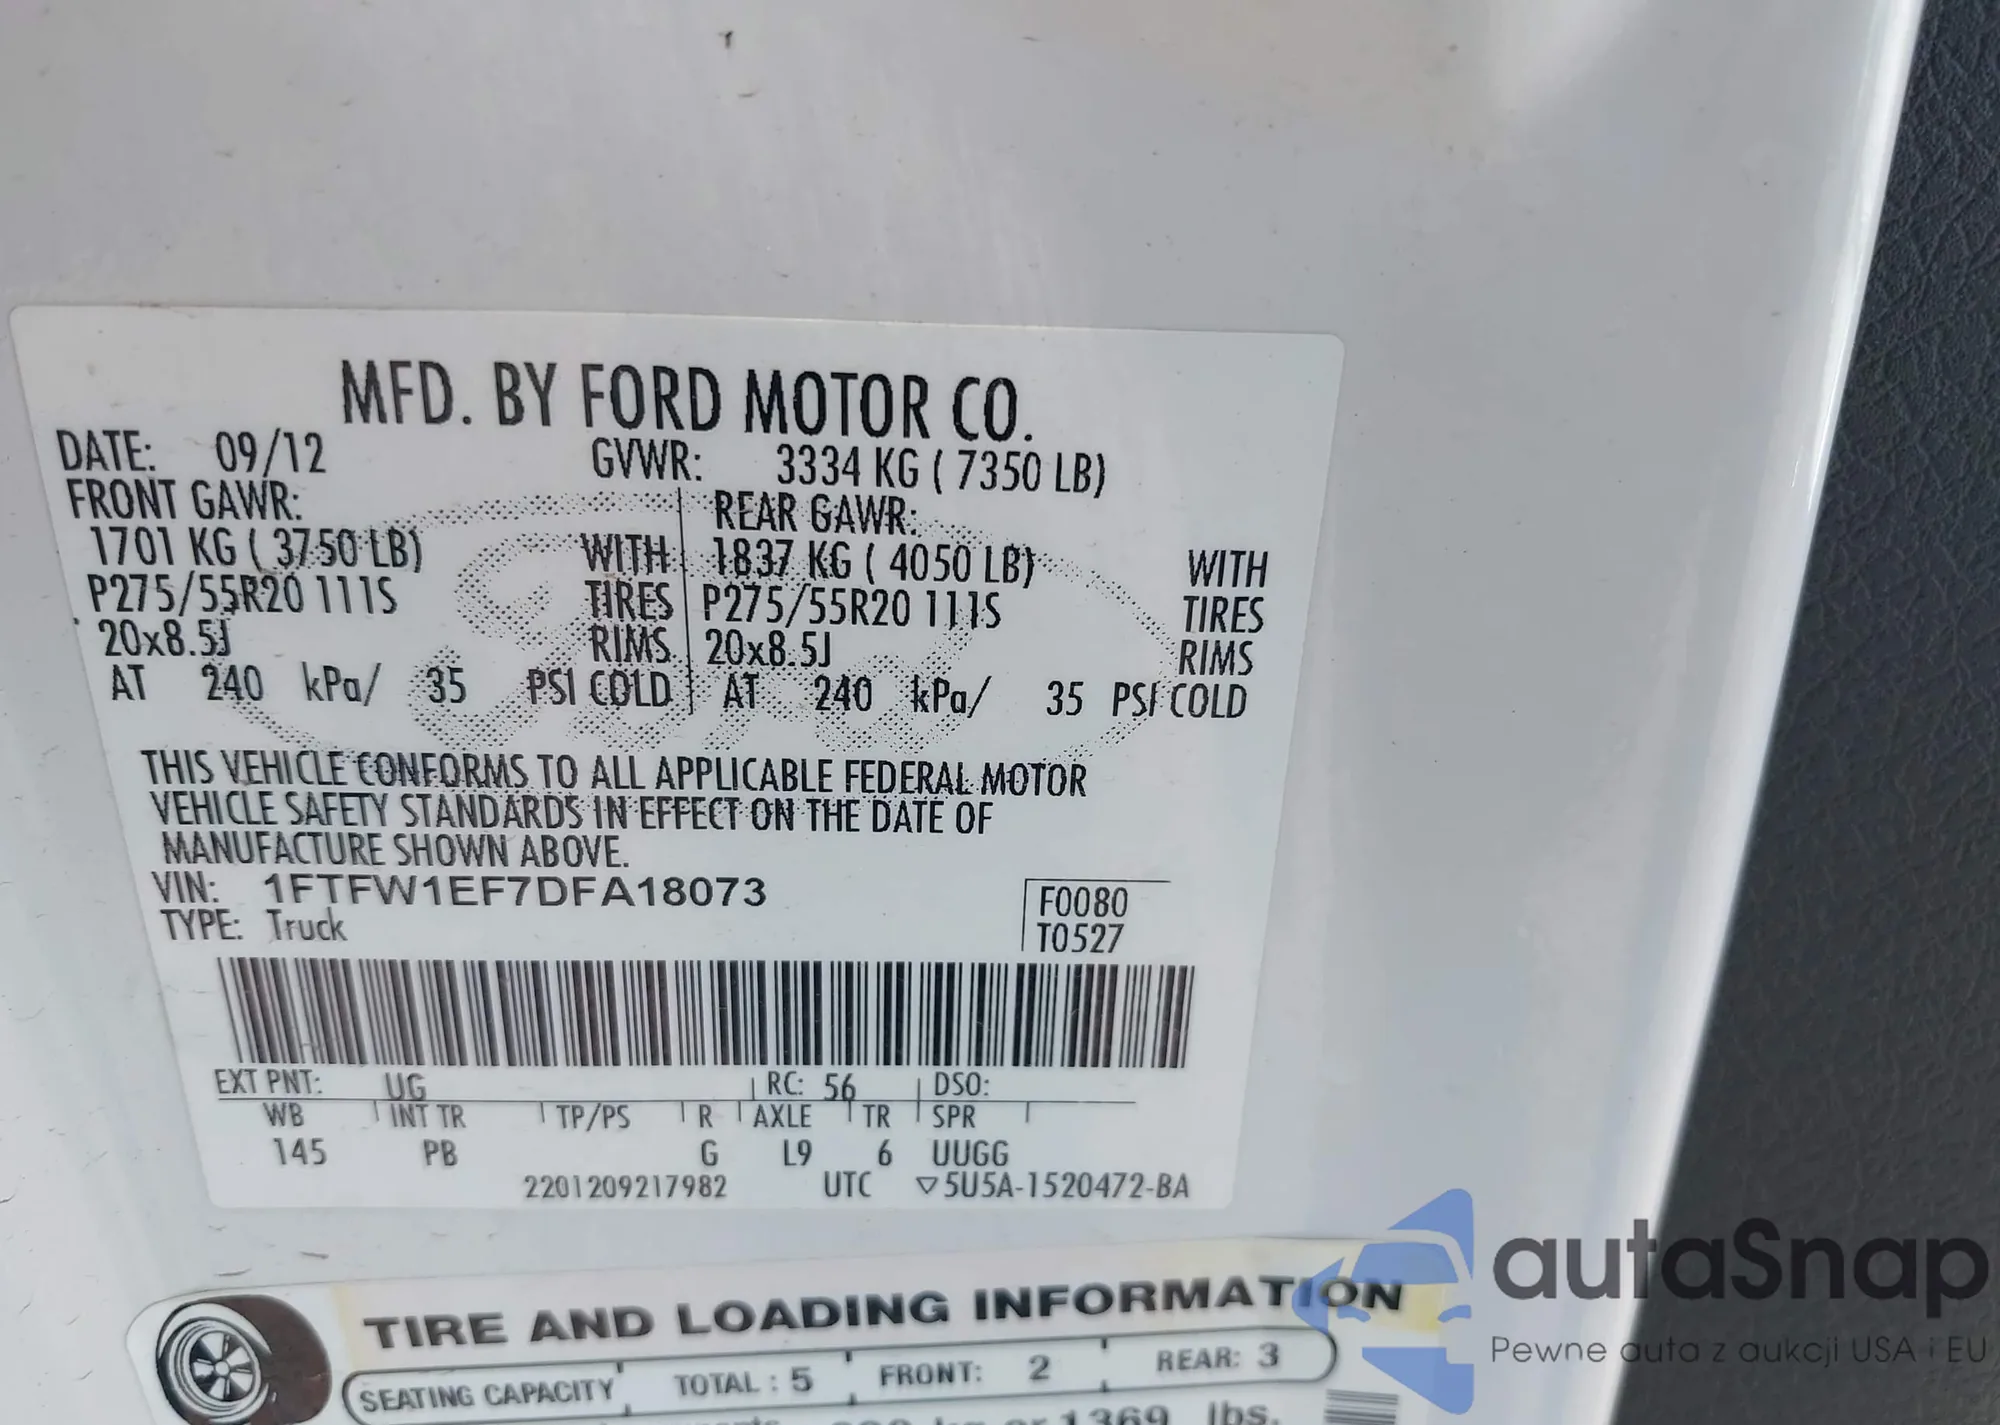 MFD. BY FORD MOTOR CO.
DATE: 09/12 GVWR: 3334 KG ( 7350 LB)
FRONT GAWR: REAR GAWR:
1701 KG ( 3750 LB) WITH 1837 KG ( 4050 LB) WITH
P275/55R20 111S TIRES P275/55R20 111S TIRES
20x8.5J RIMS 20x8.5J RIMS
AT 240 kPa/ 35 PSI COLD AT 240 kPa/ 35 PSI COLD
THIS VEHICLE CONFORMS TO ALL APPLICABLE FEDERAL MOTOR
VEHICLE SAFETY STANDARDS IN EFFECT ON THE DATE OF
MANUFACTURE SHOWN ABOVE.
VIN: 1FTFW1EF7DFA18073
TYPE: Truck
F0080
T0527
EXT PNT: UG RC: 56 DSO:
WB INT TR TP/PS R AXLE TR SPR
145 PB G L9 6 UUGG
2201209217982 UTC ▽5U5A-1520472-BA
TIRE AND LOADING INFORMATION
SEATING CAPACITY TOTAL : 5 FRONT: 2 REAR: 3
kg or 1369 lbs.
autaSnap
Pewne auta z aukcji USA i EU